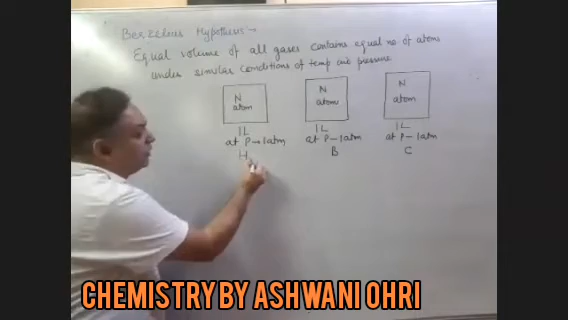 Berzelius Hypothesis :-
Equal volume of all gases contains equal no of atoms
under similar conditions of temp and pressure
N atom
N atom
N atom
1L
1L
1L
at P → 1atm
at P - 1atm
at P - 1atm
H
B
C
CHEMISTRY BY ASHWANI OHRI